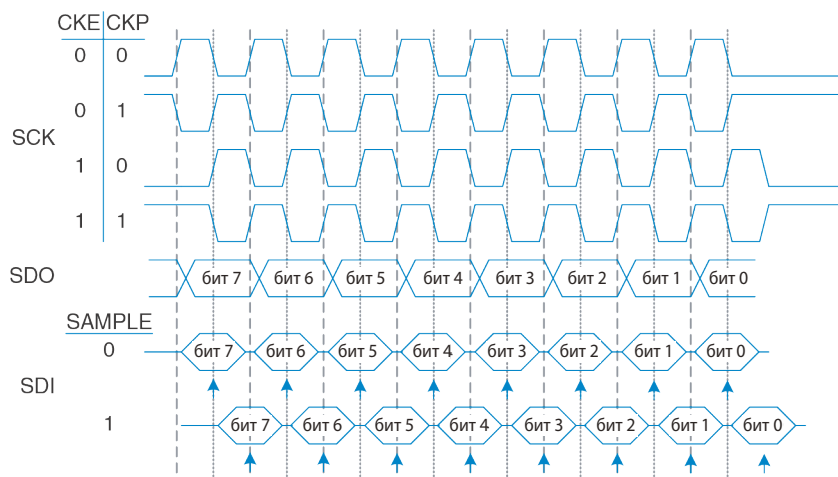 CKE CKP
0 0
0 1
SCK
1 0
1 1
SDO бит 7 бит 6 бит 5 бит 4 бит 3 бит 2 бит 1 бит 0
SAMPLE
0 бит 7 бит 6 бит 5 бит 4 бит 3 бит 2 бит 1 бит 0
SDI
1 бит 7 бит 6 бит 5 бит 4 бит 3 бит 2 бит 1 бит 0